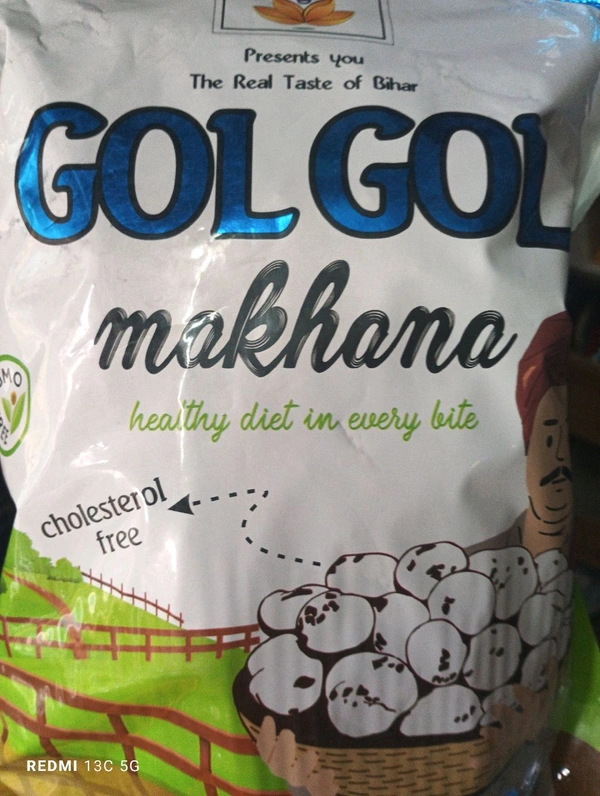 Presents you
The Real Taste of Bihar
GOL GOL
makhana
healthy diet in every bite
cholesterol
free
REDMI 13C 5G